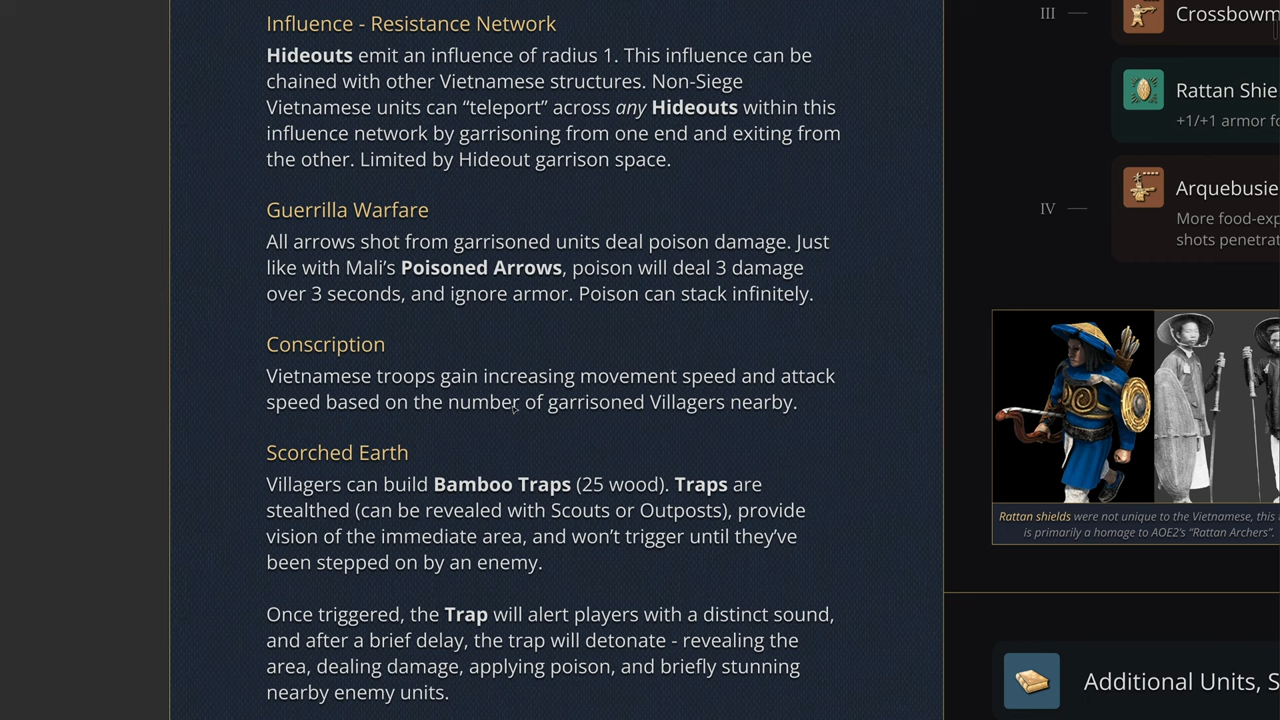 Influence - Resistance Network
Hideouts emit an influence of radius 1. This influence can be
chained with other Vietnamese structures. Non-Siege
Vietnamese units can “teleport” across any Hideouts within this
influence network by garrisoning from one end and exiting from
the other. Limited by Hideout garrison space.
Guerrilla Warfare
All arrows shot from garrisoned units deal poison damage. Just
like with Mali’s Poisoned Arrows, poison will deal 3 damage
over 3 seconds, and ignore armor. Poison can stack infinitely.
Conscription
Vietnamese troops gain increasing movement speed and attack
speed based on the number of garrisoned Villagers nearby.
Scorched Earth
Villagers can build Bamboo Traps (25 wood). Traps are
stealthed (can be revealed with Scouts or Outposts), provide
vision of the immediate area, and won’t trigger until they’ve
been stepped on by an enemy.
Once triggered, the Trap will alert players with a distinct sound,
and after a brief delay, the trap will detonate - revealing the
area, dealing damage, applying poison, and briefly stunning
nearby enemy units.
III
Crossbowm
Rattan Shie
+1/+1 armor fo
IV
Arquebusie
More food-exp
shots penetrat
Rattan shields were not unique to the Vietnamese, this
is primarily a homage to AOE2’s “Rattan Archers”.
Additional Units, S